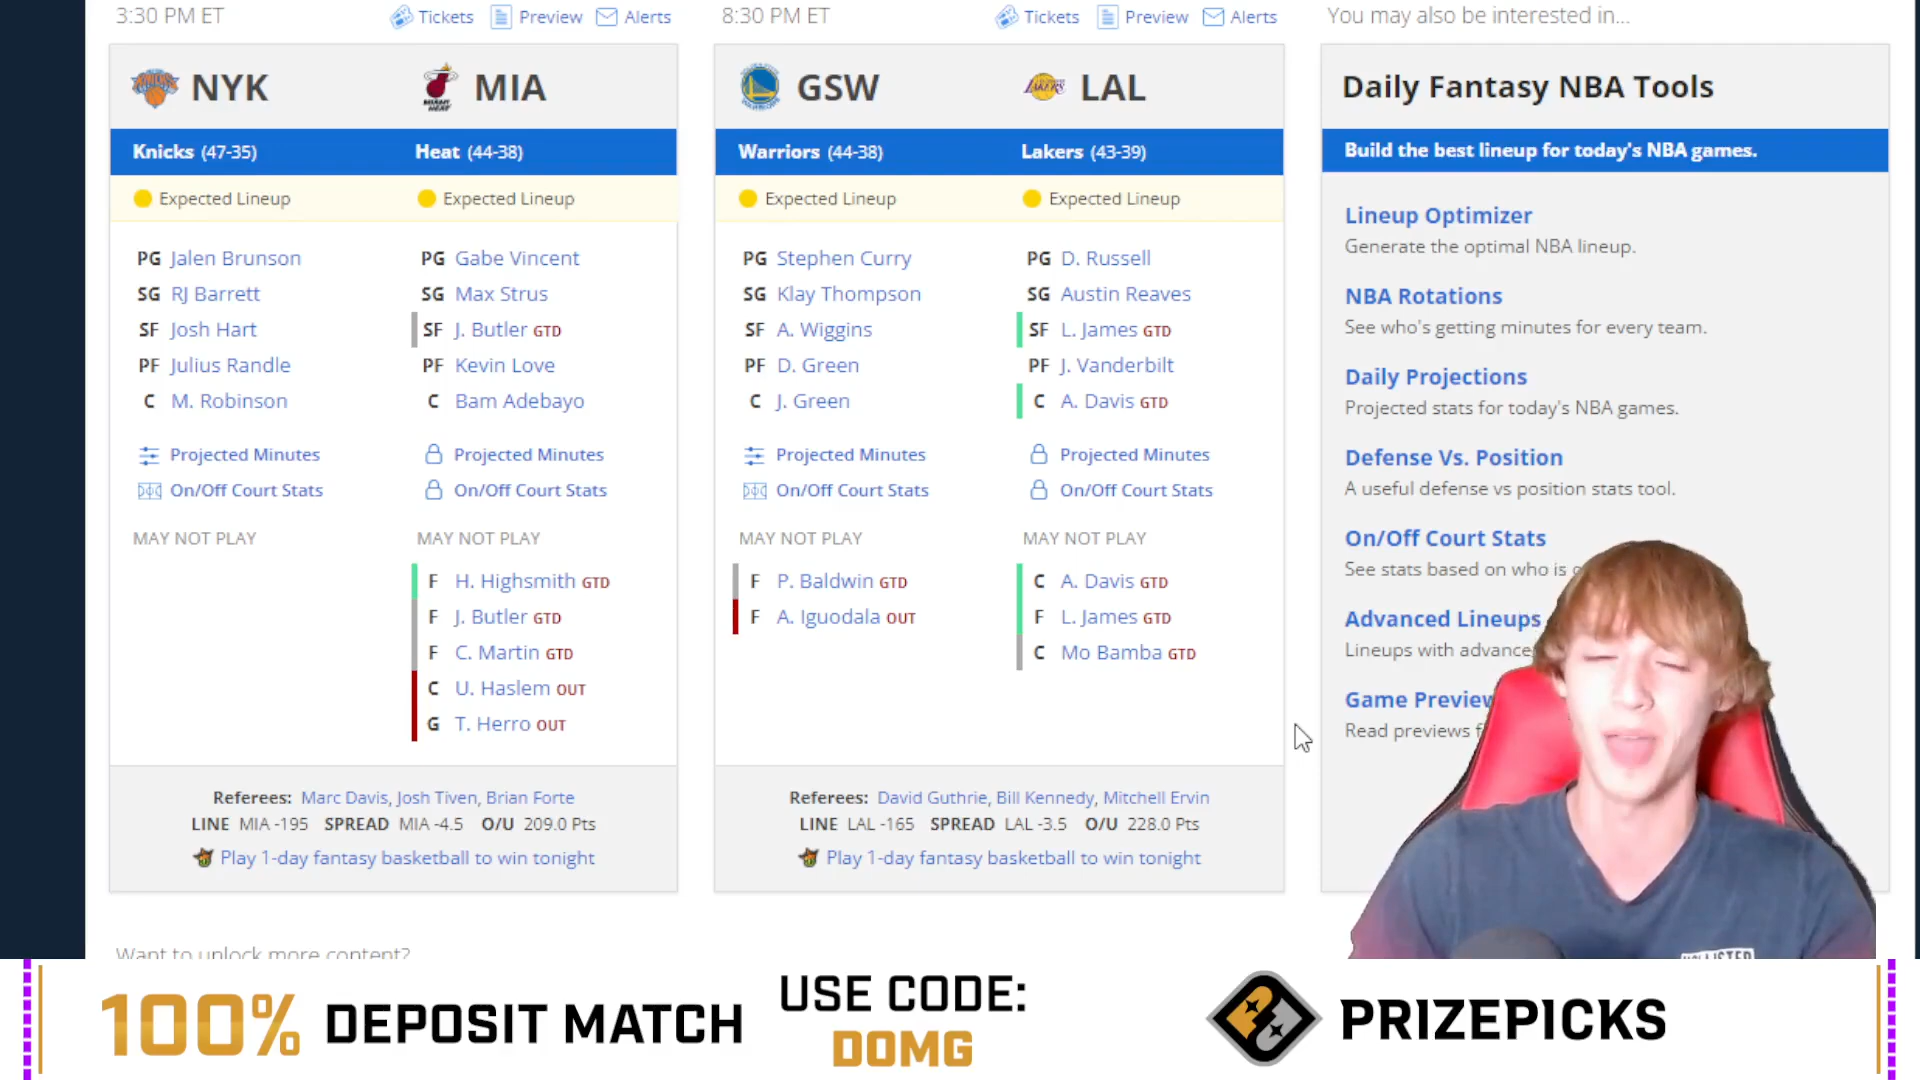 3:30 PM ET
Tickets Preview Alerts
NYK MIA
MIAMI HEAT
Knicks (47-35) Heat (44-38)
Expected Lineup Expected Lineup
PG Jalen Brunson PG Gabe Vincent
SG RJ Barrett SG Max Strus
SF Josh Hart SF J. Butler GTD
PF Julius Randle PF Kevin Love
C M. Robinson C Bam Adebayo
Projected Minutes Projected Minutes
On/Off Court Stats On/Off Court Stats
MAY NOT PLAY MAY NOT PLAY
F H. Highsmith GTD
F J. Butler GTD
F C. Martin GTD
C U. Haslem OUT
G T. Herro OUT
Referees: Marc Davis, Josh Tiven, Brian Forte
LINE MIA -195 SPREAD MIA -4.5 O/U 209.0 Pts
Play 1-day fantasy basketball to win tonight
8:30 PM ET
Tickets Preview Alerts
GSW LAL
LAKERS
Warriors (44-38) Lakers (43-39)
Expected Lineup Expected Lineup
PG Stephen Curry PG D. Russell
SG Klay Thompson SG Austin Reaves
SF A. Wiggins SF L. James GTD
PF D. Green PF J. Vanderbilt
C J. Green C A. Davis GTD
Projected Minutes Projected Minutes
On/Off Court Stats On/Off Court Stats
MAY NOT PLAY MAY NOT PLAY
F P. Baldwin GTD C A. Davis GTD
F A. Iguodala OUT F L. James GTD
C Mo Bamba GTD
Referees: David Guthrie, Bill Kennedy, Mitchell Ervin
LINE LAL -165 SPREAD LAL -3.5 O/U 228.0 Pts
Play 1-day fantasy basketball to win tonight
You may also be interested in...
Daily Fantasy NBA Tools
Build the best lineup for today's NBA games.
Lineup Optimizer
Generate the optimal NBA lineup.
NBA Rotations
See who's getting minutes for every team.
Daily Projections
Projected stats for today's NBA games.
Defense Vs. Position
A useful defense vs position stats tool.
On/Off Court Stats
See stats based on who is
Advanced Lineups
Lineups with advance
Game Preview
Read previews f
Want to unlock more content?
100% DEPOSIT MATCH
USE CODE:
DOMG
PRIZEPICKS